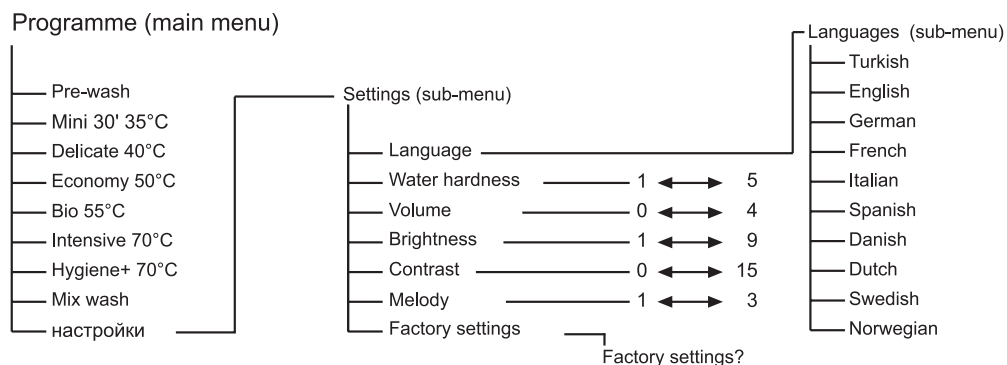 Programme (main menu)
Pre-wash
Mini 30' 35°C
Delicate 40°C
Economy 50°C
Bio 55°C
Intensive 70°C
Hygiene+ 70°C
Mix wash
настройки
Settings (sub-menu)
Language
Water hardness 1 5
Volume 0 4
Brightness 1 9
Contrast 0 15
Melody 1 3
Factory settings
Factory settings?
Languages (sub-menu)
Turkish
English
German
French
Italian
Spanish
Danish
Dutch
Swedish
Norwegian